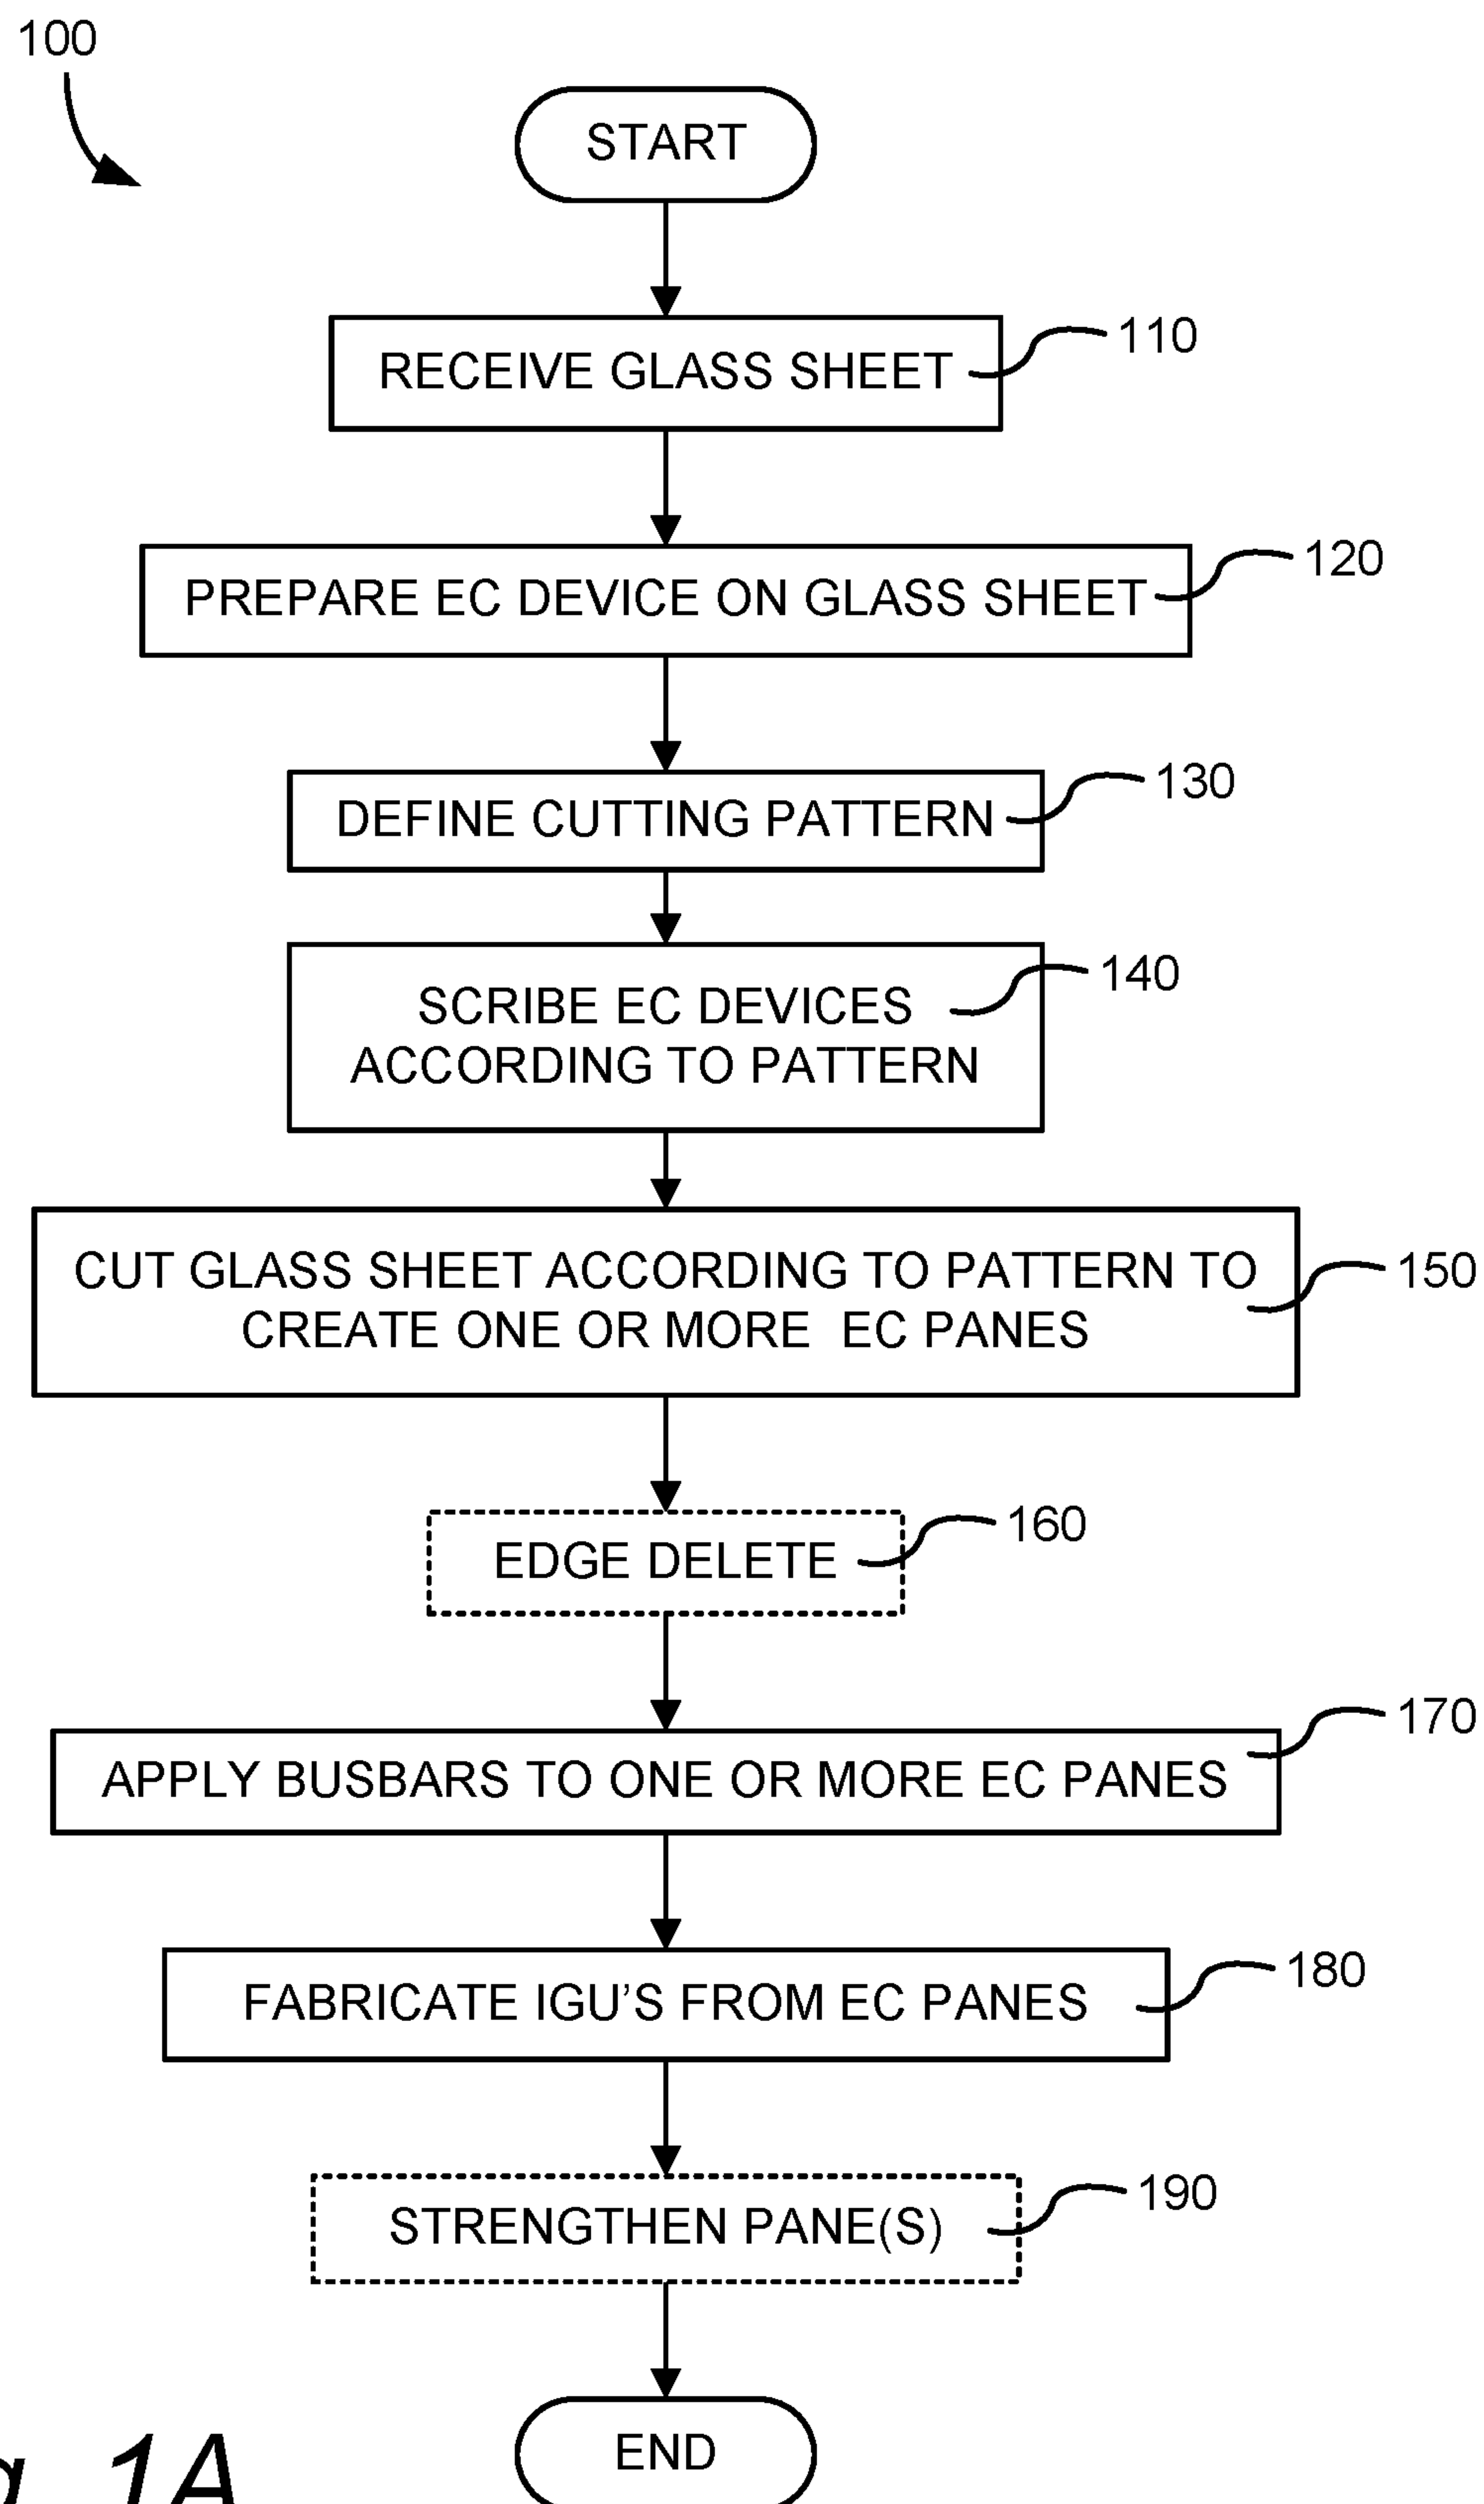 100
START
RECEIVE GLASS SHEET
110
PREPARE EC DEVICE ON GLASS SHEET
120
DEFINE CUTTING PATTERN
130
SCRIBE EC DEVICES
140
ACCORDING TO PATTERN
CUT GLASS SHEET ACCORDING TO PATTERN TO
150
CREATE ONE OR MORE EC PANES
EDGE DELETE
160
APPLY BUSBARS TO ONE OR MORE EC PANES
170
FABRICATE IGU'S FROM EC PANES
180
STRENGTHEN PANE(S)
190
END
1A